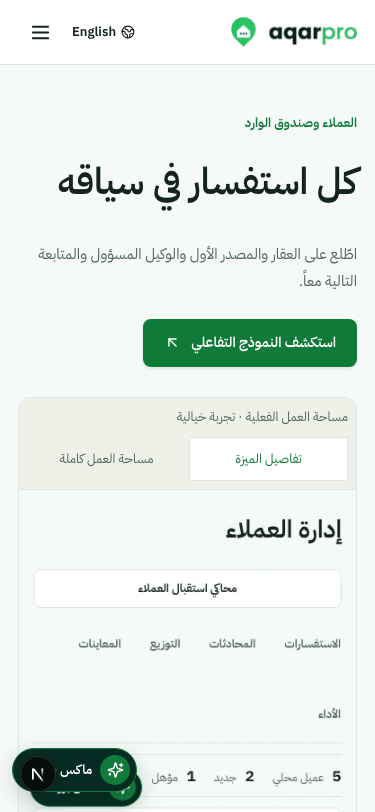 English
aqarpro
العملاء وصندوق الوارد
كل استفسار في سياقه
اطّلع على العقار والمصدر الأول والوكيل المسؤول والمتابعة
التالية معاً.
استكشف النموذج التفاعلي
مساحة العمل الفعلية · تجربة خيالية
تفاصيل الميزة
مساحة العمل كاملة
إدارة العملاء
محاكي استقبال العملاء
الاستفسارات المحادثات التوزيع المعاينات
الأداء
5 عميل محلي 2 جديد 1 مؤهل
ماكس
N